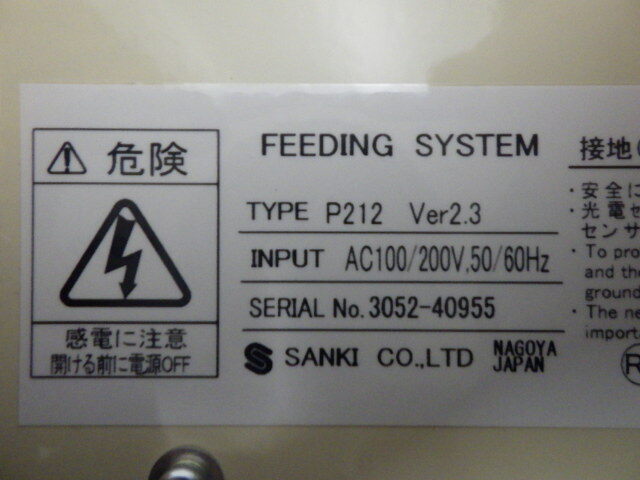 危険
感電に注意
開ける前に電源OFF
FEEDING SYSTEM
TYPE P212 Ver2.3
INPUT AC100/200V,50/60Hz
SERIAL No. 3052-40955
SANKI CO.,LTD NAGOYA
JAPAN
接地(
・安全に
・光電セ
センサ
・To pro
and the
ground
・The ne
import
R